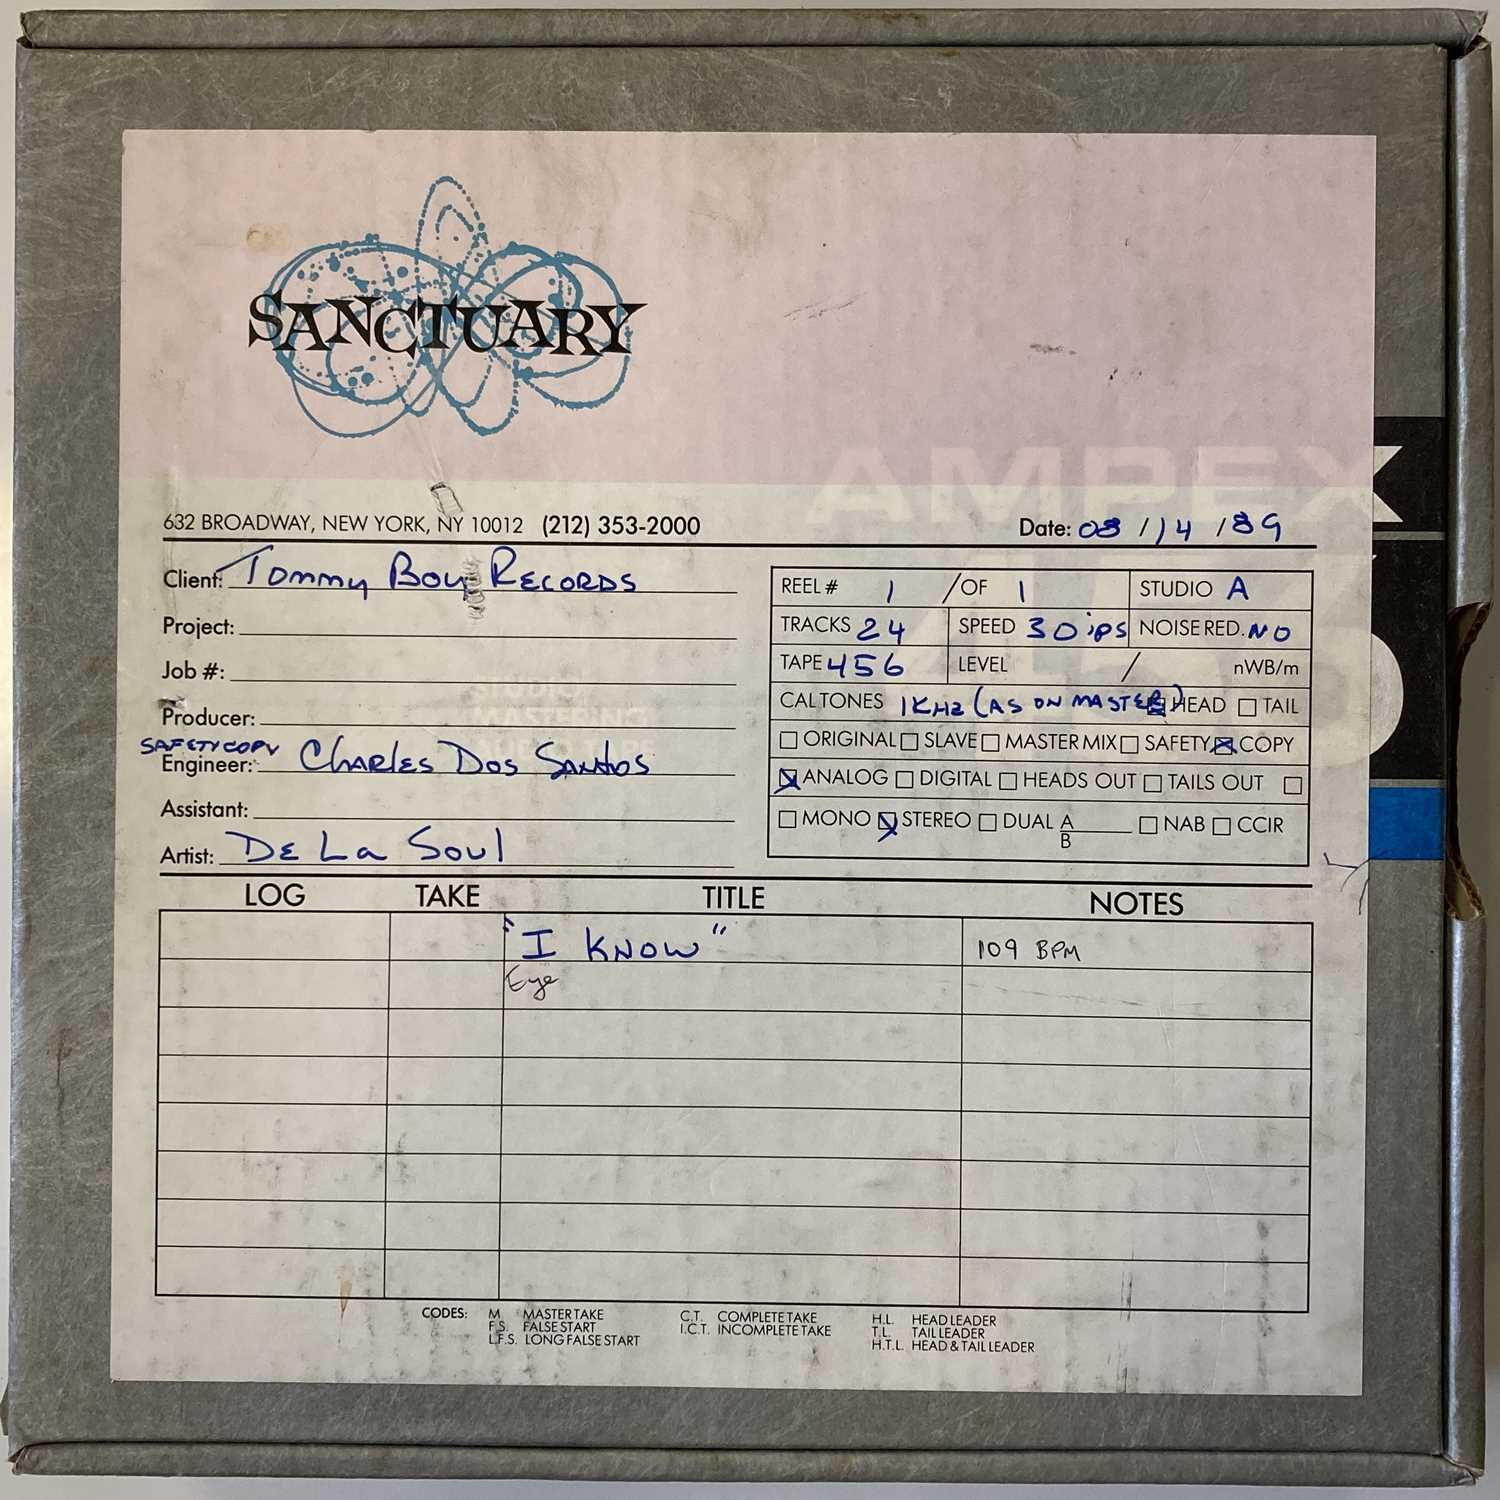 SANCTUARY
AMPEX
632 BROADWAY, NEW YORK, NY 10012 (212) 353-2000 Date: 08 / 14 / 89
Client: Tommy Boy Records
Project:
Job #:
Producer:
SAFETY COPY
Engineer: Charles Dos Santos
Assistant:
Artist: De La Soul
REEL # 1 / OF 1 STUDIO A
TRACKS 24 SPEED 30 ips NOISE RED. NO
TAPE 456 LEVEL / nWB/m
CAL TONES 1KHz (AS ON MASTER) HEAD TAIL
ORIGINAL SLAVE MASTER MIX SAFETY COPY
ANALOG DIGITAL HEADS OUT TAILS OUT
MONO STEREO DUAL A B NAB CCIR
LOG TAKE TITLE NOTES
"I KNOW" 109 BPM
Eye
CODES: M MASTER TAKE C.T. COMPLETE TAKE H.L. HEAD LEADER
F.S. FALSE START I.C.T. INCOMPLETE TAKE T.L. TAIL LEADER
L.F.S. LONG FALSE START H.T.L. HEAD & TAIL LEADER